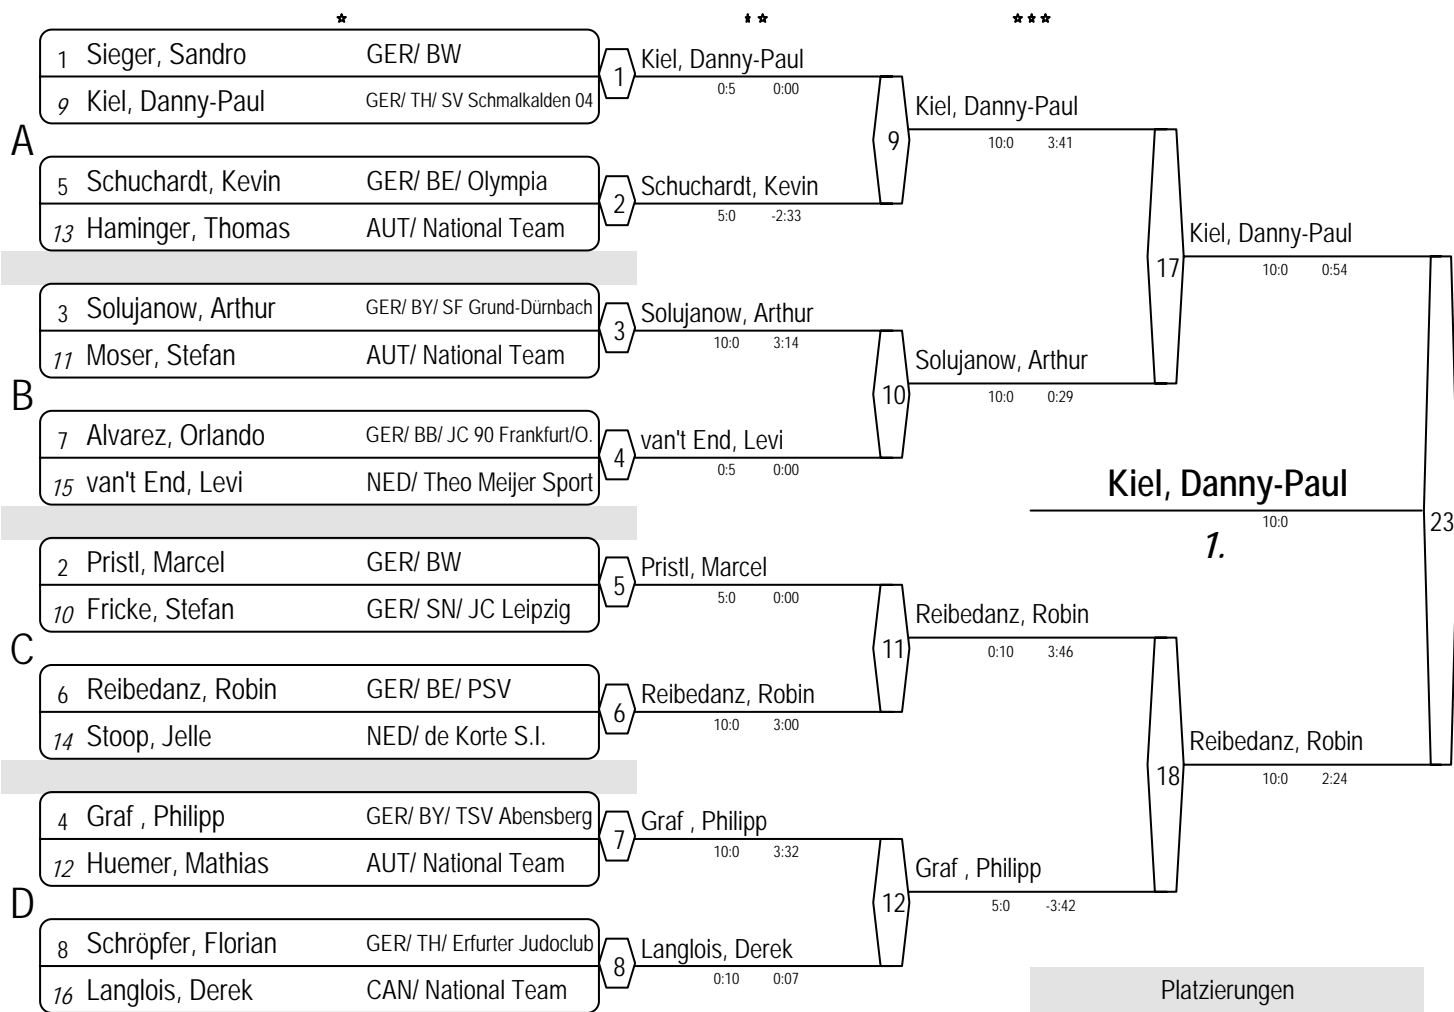 * ** ***
1 Sieger, Sandro GER/ BW
9 Kiel, Danny-Paul GER/ TH/ SV Schmalkalden 04
1
Kiel, Danny-Paul
0:5 0:00
A
5 Schuchardt, Kevin GER/ BE/ Olympia
13 Haminger, Thomas AUT/ National Team
2
Schuchardt, Kevin
5:0 -2:33
9
Kiel, Danny-Paul
10:0 3:41
3 Solujanow, Arthur GER/ BY/ SF Grund-Dürnbach
11 Moser, Stefan AUT/ National Team
3
Solujanow, Arthur
10:0 3:14
B
7 Alvarez, Orlando GER/ BB/ JC 90 Frankfurt/O.
15 van't End, Levi NED/ Theo Meijer Sport
4
van't End, Levi
0:5 0:00
10
Solujanow, Arthur
10:0 0:29
17
Kiel, Danny-Paul
10:0 0:54
2 Pristl, Marcel GER/ BW
10 Fricke, Stefan GER/ SN/ JC Leipzig
5
Pristl, Marcel
5:0 0:00
C
6 Reibedanz, Robin GER/ BE/ PSV
14 Stoop, Jelle NED/ de Korte S.I.
6
Reibedanz, Robin
10:0 3:00
11
Reibedanz, Robin
0:10 3:46
4 Graf , Philipp GER/ BY/ TSV Abensberg
12 Huemer, Mathias AUT/ National Team
7
Graf , Philipp
10:0 3:32
D
8 Schröpfer, Florian GER/ TH/ Erfurter Judoclub
16 Langlois, Derek CAN/ National Team
8
Langlois, Derek
0:10 0:07
12
Graf , Philipp
5:0 -3:42
18
Reibedanz, Robin
10:0 2:24
23
Kiel, Danny-Paul
10:0
1.
Platzierungen